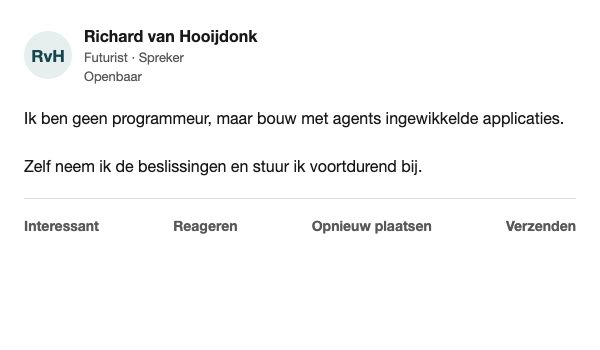 RvH
Richard van Hooijdonk
Futurist · Spreker
Openbaar
Ik ben geen programmeur, maar bouw met agents ingewikkelde applicaties.
Zelf neem ik de beslissingen en stuur ik voortdurend bij.
Interessant Reageren Opnieuw plaatsen Verzenden